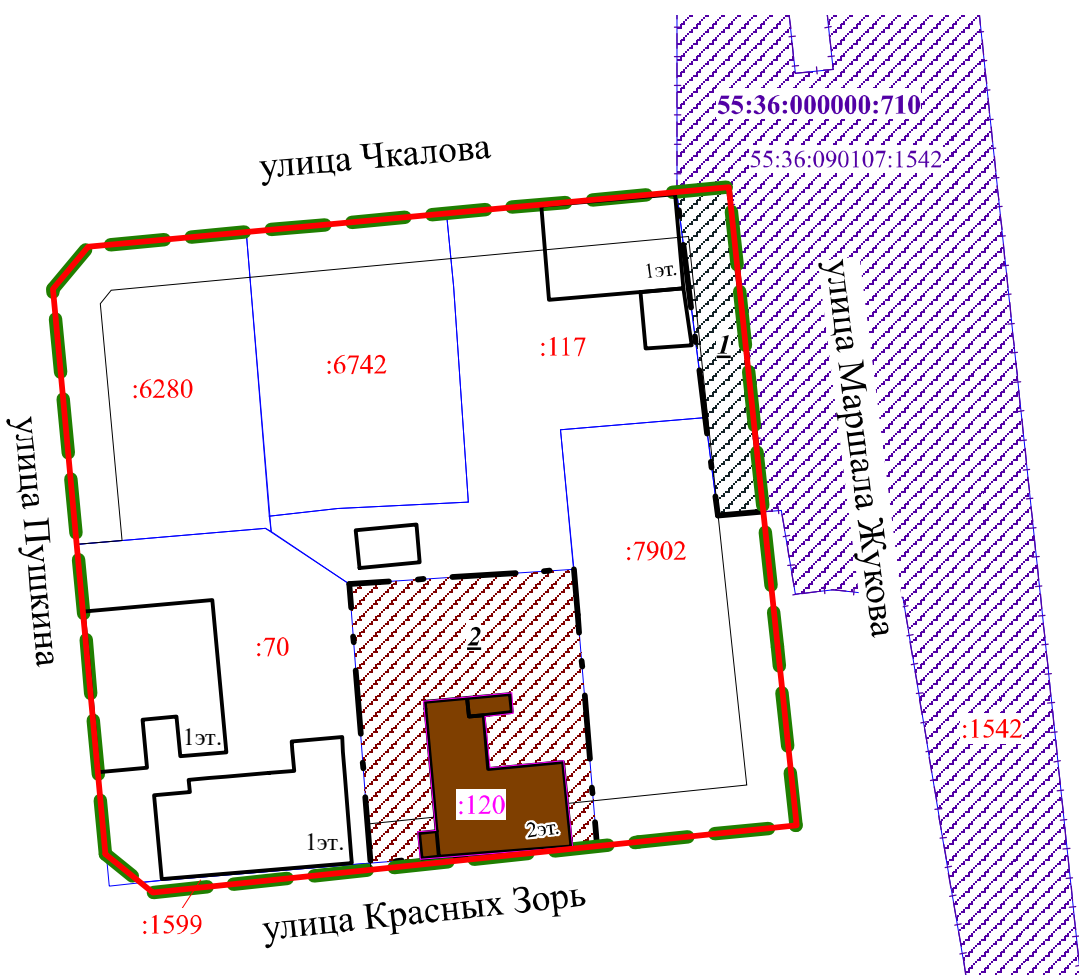 55:36:000000:710
улица Чкалова
55:36:090107:1542
1эт.
1
:117
:6742
:6280
улица Маршала Жукова
улица Пушкина
:7902
2
:70
1эт.
:1542
:120
2эт.
1эт.
улица Красных Зорь
:1599